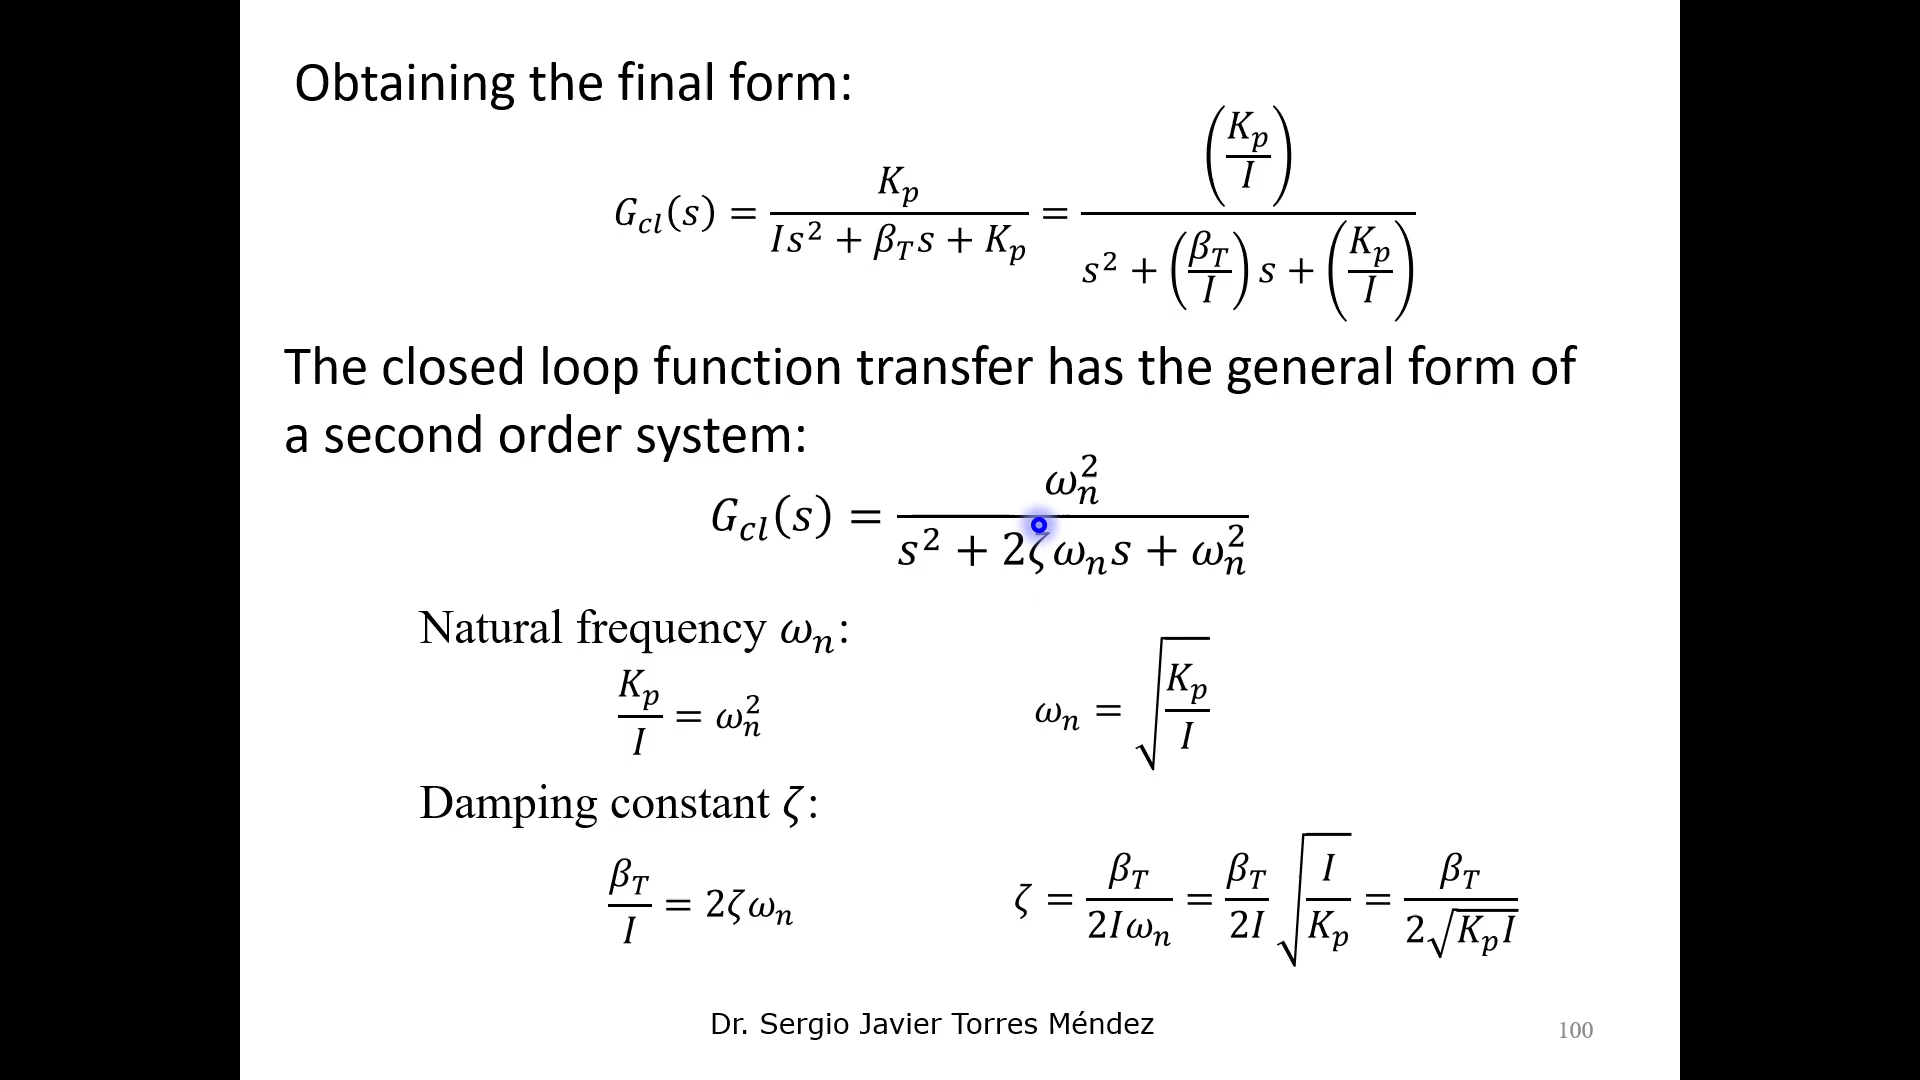 Obtaining the final form:
G_cl(s) = K_p / (Is² + β_T s + K_p) = (K_p/I) / (s² + (β_T/I)s + (K_p/I))
The closed loop function transfer has the general form of
a second order system:
G_cl(s) = ω_n² / (s² + 2ζω_n s + ω_n²)
Natural frequency ω_n:
K_p/I = ω_n² ω_n = √(K_p/I)
Damping constant ζ:
β_T/I = 2ζω_n ζ = β_T/(2Iω_n) = β_T/(2I) √(I/K_p) = β_T/(2√(K_p I))
Dr. Sergio Javier Torres Méndez
100